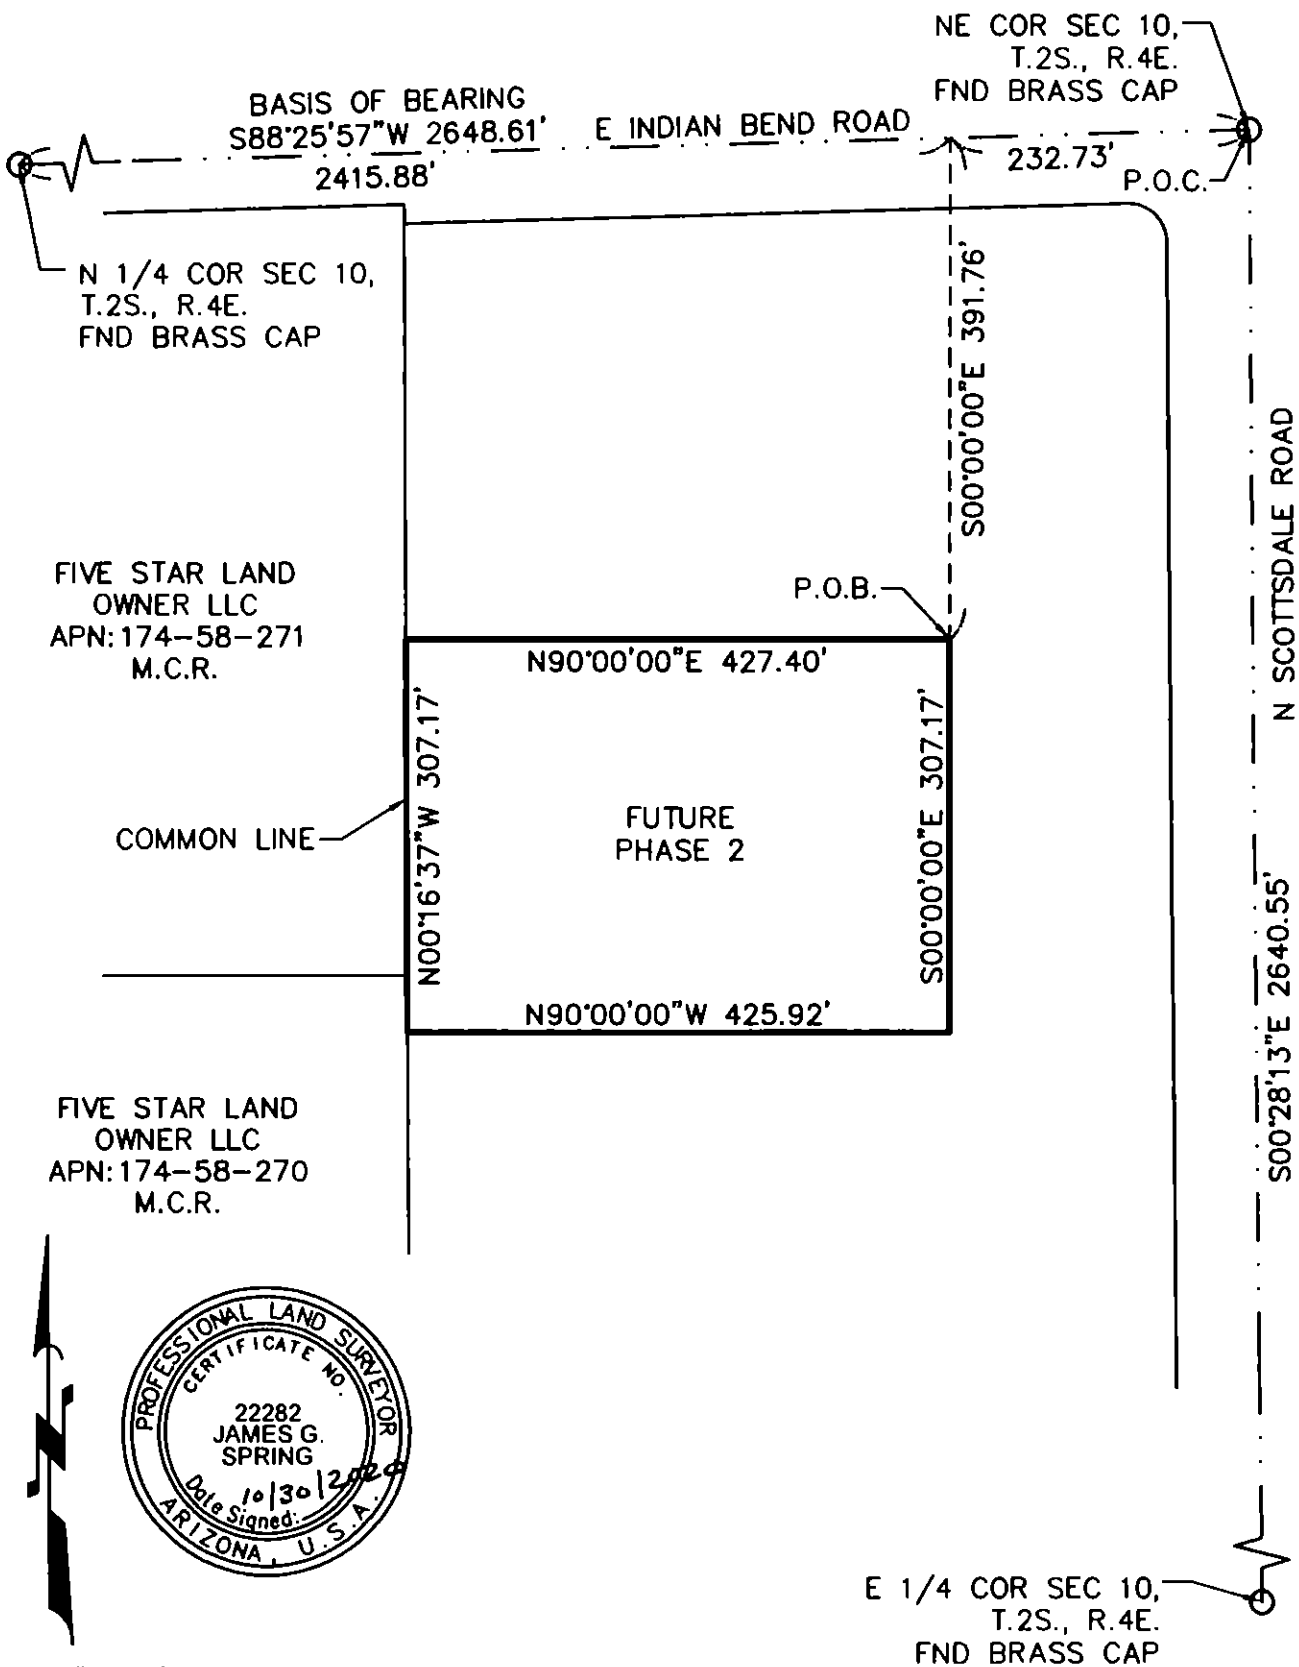 NE COR SEC 10,
T.2S., R.4E.
FND BRASS CAP
BASIS OF BEARING
S88°25'57"W 2648.61'
E INDIAN BEND ROAD
2415.88'
232.73'
P.O.C.
N 1/4 COR SEC 10,
T.2S., R.4E.
FND BRASS CAP
S00°00'00"E 391.76'
N SCOTTSDALE ROAD
FIVE STAR LAND
OWNER LLC
APN: 174-58-271
M.C.R.
P.O.B.
N90°00'00"E 427.40'
N00°16'37"W 307.17'
S00°00'00"E 307.17'
COMMON LINE
FUTURE
PHASE 2
N90°00'00"W 425.92'
S00°28'13"E 2640.55'
FIVE STAR LAND
OWNER LLC
APN: 174-58-270
M.C.R.
PROFESSIONAL LAND SURVEYOR
CERTIFICATE NO.
22282
JAMES G.
SPRING
10/30/2020
Date Signed:
ARIZONA, U.S.A.
E 1/4 COR SEC 10,
T.2S., R.4E.
FND BRASS CAP